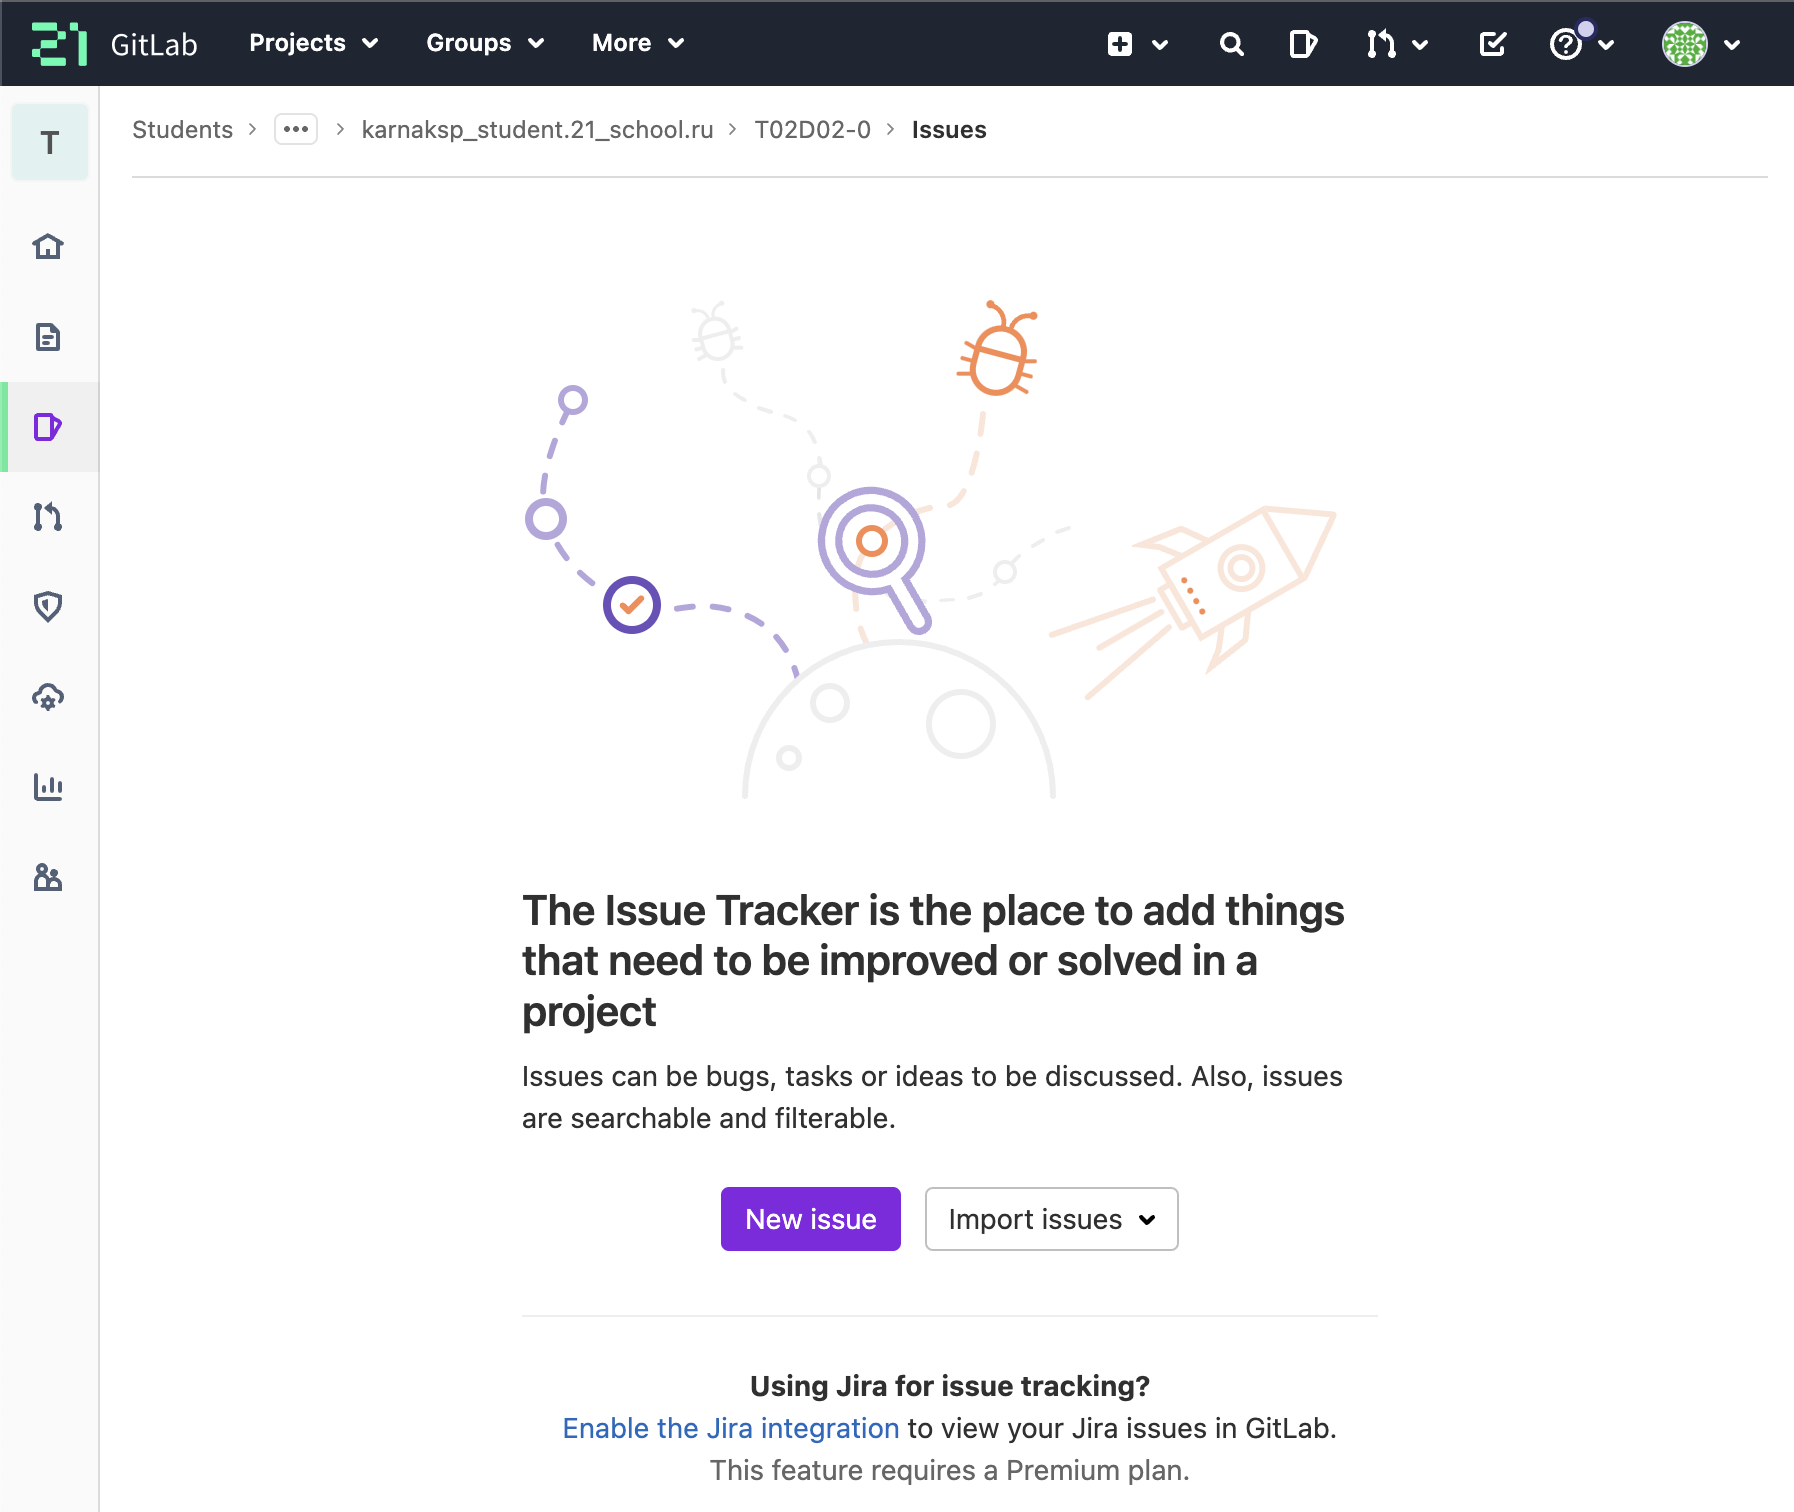 21 GitLab Projects Groups More
T
Students > ••• > karnaksp_student.21_school.ru > T02D02-0 > Issues
The Issue Tracker is the place to add things
that need to be improved or solved in a
project
Issues can be bugs, tasks or ideas to be discussed. Also, issues
are searchable and filterable.
New issue Import issues
Using Jira for issue tracking?
Enable the Jira integration to view your Jira issues in GitLab.
This feature requires a Premium plan.